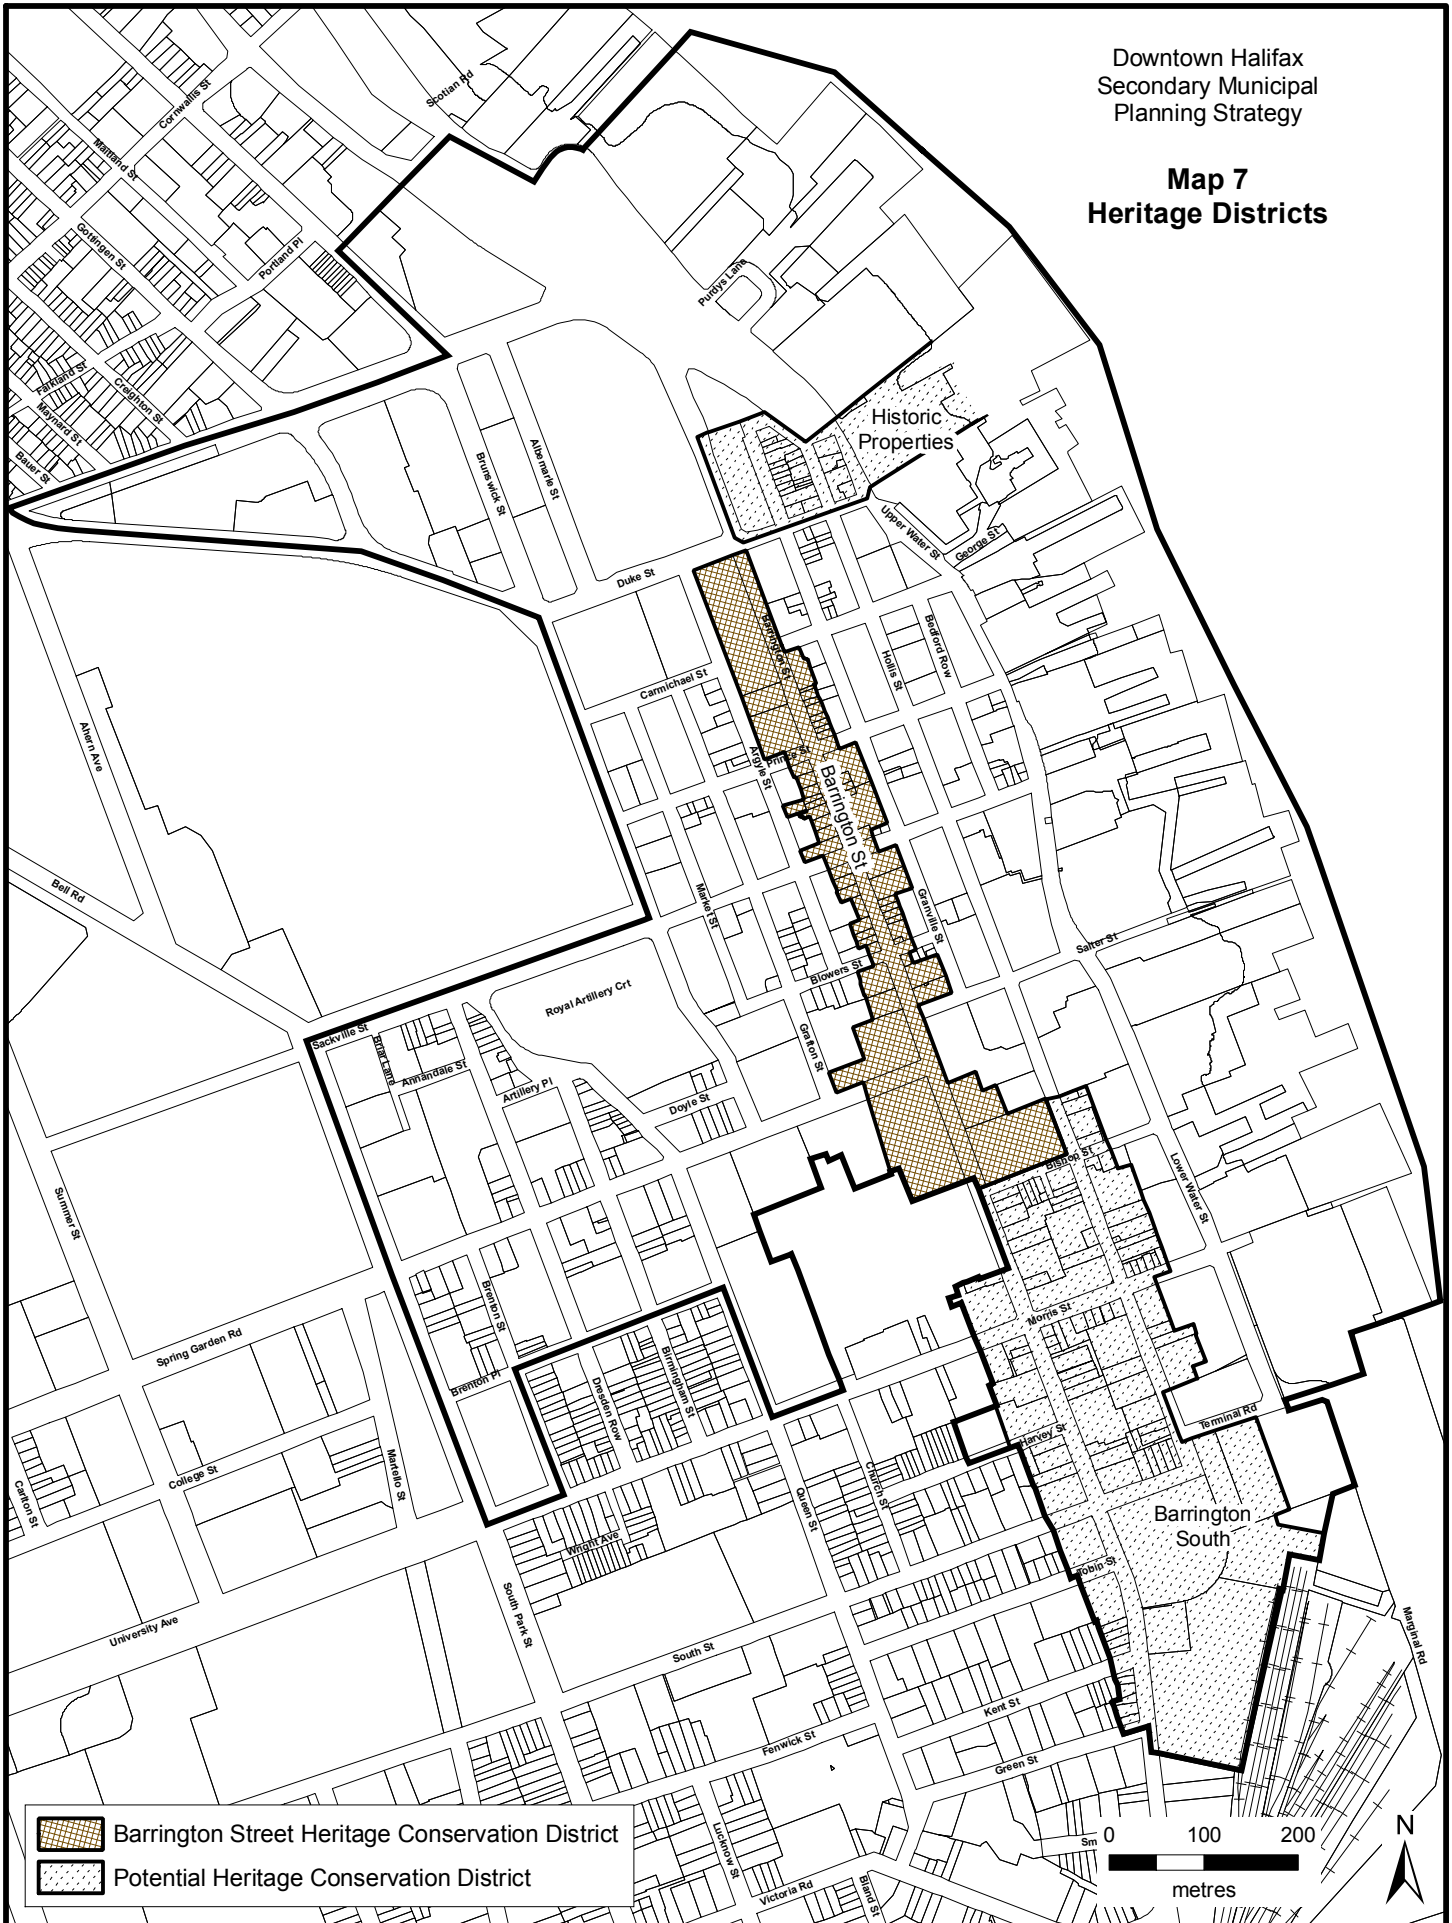 Downtown Halifax
Secondary Municipal
Planning Strategy
Map 7
Heritage Districts
Scotian Rd
Cornwallis St
Maitland St
Gottingen St
Portland Pl
Purdys Lane
Farkland St
Creighton St
Maynard St
Bauer St
Historic
Properties
Brunswick St
Albemarle St
Upper Water St
George St
Duke St
Barrington St
Bedford Row
Hollis St
Carmichael St
Ahern Ave
Argyle St
Prince St
Barrington St
Bell Rd
Market St
Granville St
Salter St
Blowers St
Royal Artillery Crt
Sackville St
Briar Lane
Annandale St
Artillery Pl
Grafton St
Doyle St
Bishop St
Lower Water St
Summer St
Brenton St
Morris St
Spring Garden Rd
Birmingham St
Brenton Pl
Dresden Row
Terminal Rd
Harvey St
College St
Martello St
Carlton St
Church St
Queen St
Barrington
South
Wright Ave
Tobin St
South Park St
University Ave
Marginal Rd
South St
Kent St
Fenwick St
Green St
Sm
Lucknow St
Victoria Rd
Bland St
Barrington Street Heritage Conservation District
Potential Heritage Conservation District
0 100 200
metres
N